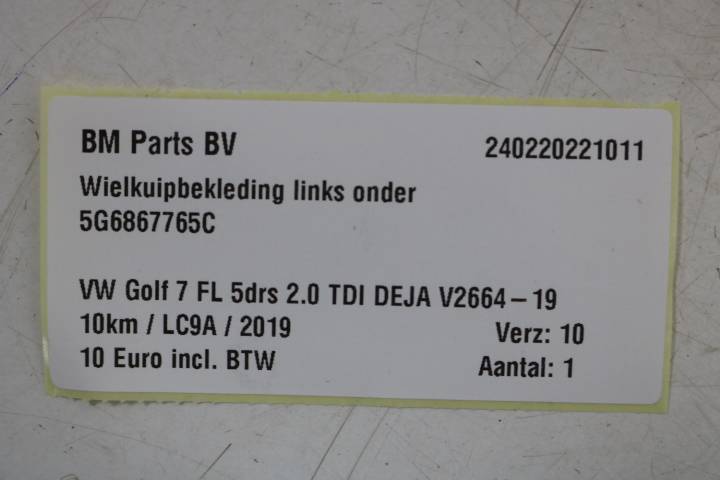 BM Parts BV 240220221011
Wielkuipbekleding links onder
5G6867765C
VW Golf 7 FL 5drs 2.0 TDI DEJA V2664-19
10km / LC9A / 2019 Verz: 10
10 Euro incl. BTW Aantal: 1